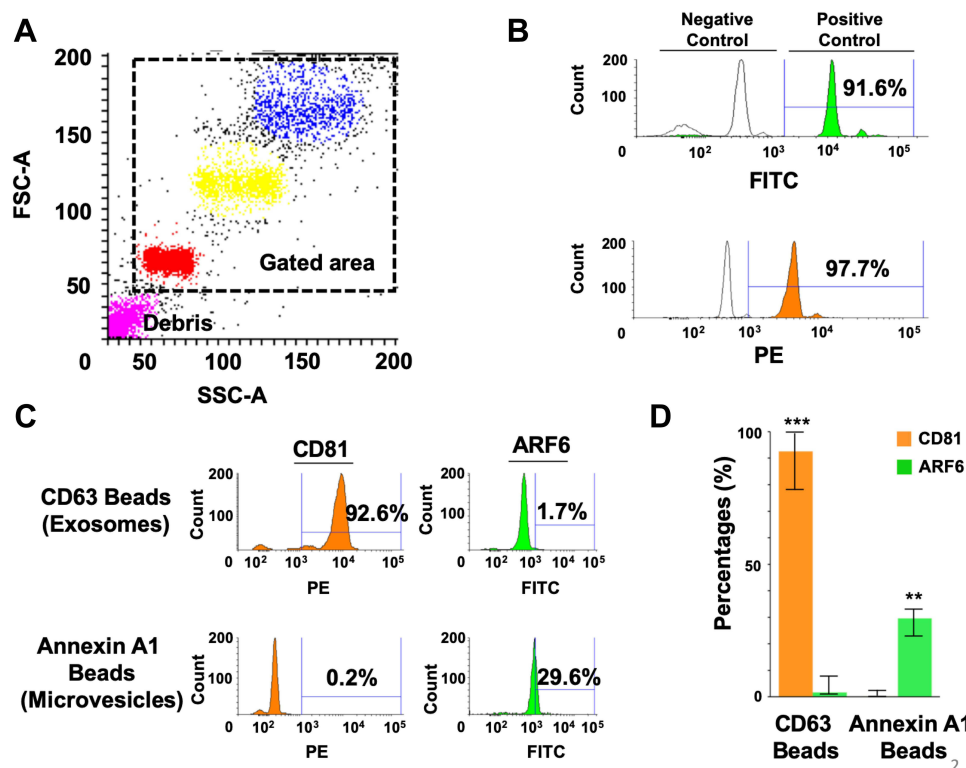 A
200
150
100
50
0
50
100
150
200
FSC-A
SSC-A
Gated area
Debris
B
Negative
Control
Positive
Control
Count
200
100
0
10²
10³
10⁴
10⁵
91.6%
FITC
Count
200
100
0
10²
10³
10⁴
10⁵
97.7%
PE
C
CD81
ARF6
CD63 Beads
(Exosomes)
Count
200
100
0
10²
10³
10⁴
10⁵
92.6%
PE
Count
200
100
0
10²
10³
10⁴
10⁵
1.7%
FITC
Annexin A1
Beads
(Microvesicles)
Count
200
100
0
10²
10³
10⁴
10⁵
0.2%
PE
Count
200
100
0
10²
10³
10⁴
10⁵
29.6%
FITC
D
Percentages (%)
100
50
0
***
**
CD81
ARF6
CD63
Beads
Annexin A1
Beads
2